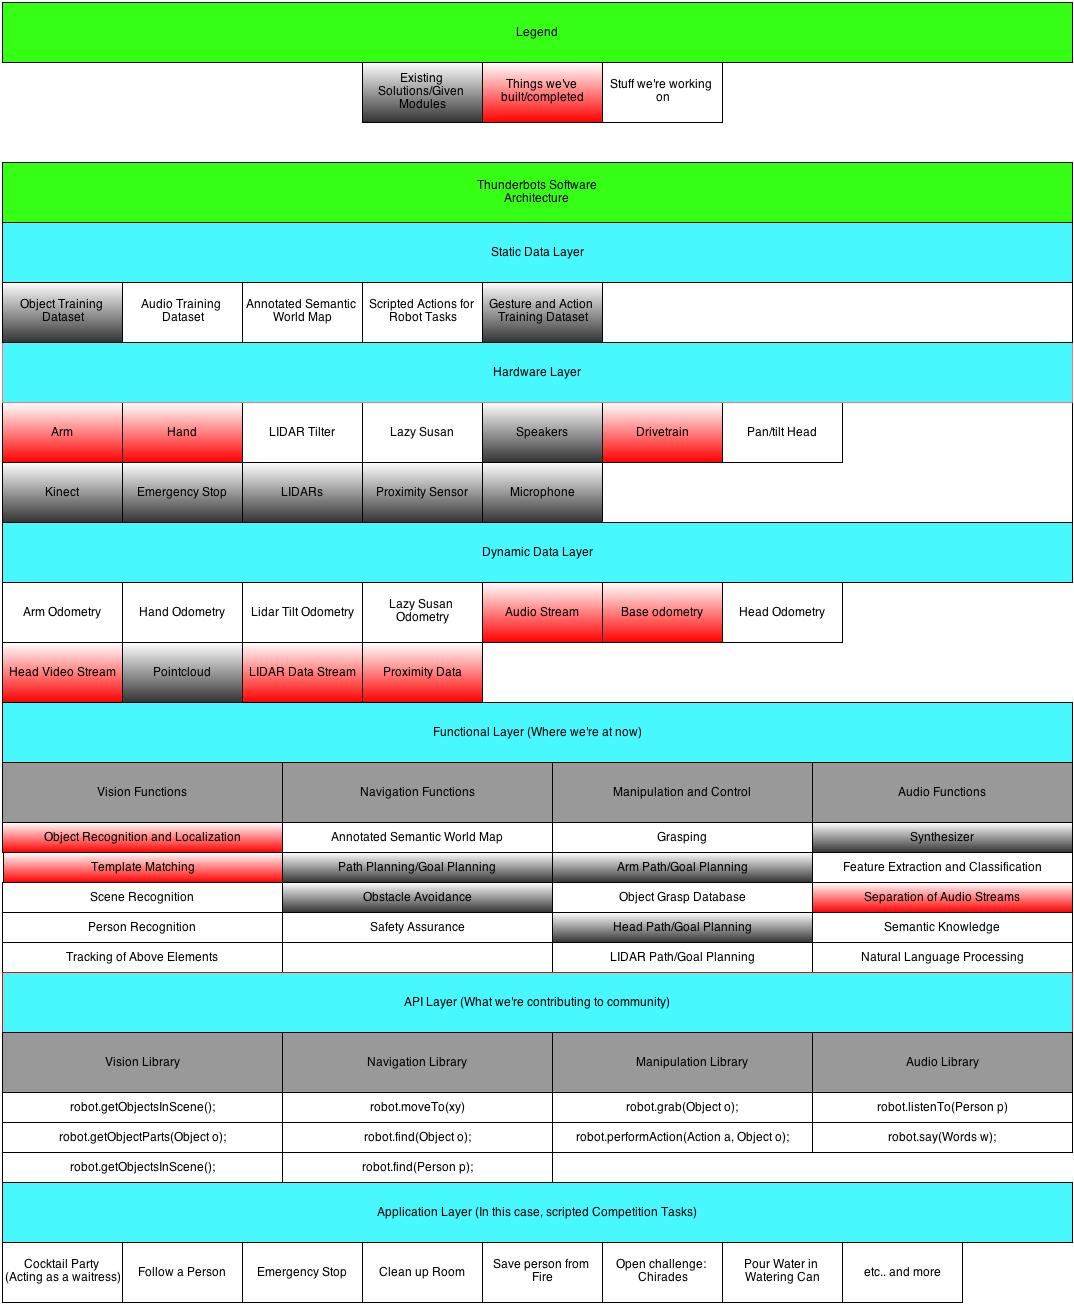 Legend
Existing
Solutions/Given
Modules
Things we've
built/completed
Stuff we're working
on
Thunderbots Software
Architecture
Static Data Layer
Object Training
Dataset
Audio Training
Dataset
Annotated Semantic
World Map
Scripted Actions for
Robot Tasks
Gesture and Action
Training Dataset
Hardware Layer
Arm
Hand
LIDAR Tilter
Lazy Susan
Speakers
Drivetrain
Pan/tilt Head
Kinect
Emergency Stop
LIDARs
Proximity Sensor
Microphone
Dynamic Data Layer
Arm Odometry
Hand Odometry
Lidar Tilt Odometry
Lazy Susan
Odometry
Audio Stream
Base odometry
Head Odometry
Head Video Stream
Pointcloud
LIDAR Data Stream
Proximity Data
Functional Layer (Where we're at now)
Vision Functions
Navigation Functions
Manipulation and Control
Audio Functions
Object Recognition and Localization
Annotated Semantic World Map
Grasping
Synthesizer
Template Matching
Path Planning/Goal Planning
Arm Path/Goal Planning
Feature Extraction and Classification
Scene Recognition
Obstacle Avoidance
Object Grasp Database
Separation of Audio Streams
Person Recognition
Safety Assurance
Head Path/Goal Planning
Semantic Knowledge
Tracking of Above Elements
LIDAR Path/Goal Planning
Natural Language Processing
API Layer (What we're contributing to community)
Vision Library
Navigation Library
Manipulation Library
Audio Library
robot.getObjectsInScene();
robot.moveTo(xy)
robot.grab(Object o);
robot.listenTo(Person p)
robot.getObjectParts(Object o);
robot.find(Object o);
robot.performAction(Action a, Object o);
robot.say(Words w);
robot.getObjectsInScene();
robot.find(Person p);
Application Layer (In this case, scripted Competition Tasks)
Cocktail Party
(Acting as a waitress)
Follow a Person
Emergency Stop
Clean up Room
Save person from
Fire
Open challenge:
Chirades
Pour Water in
Watering Can
etc.. and more